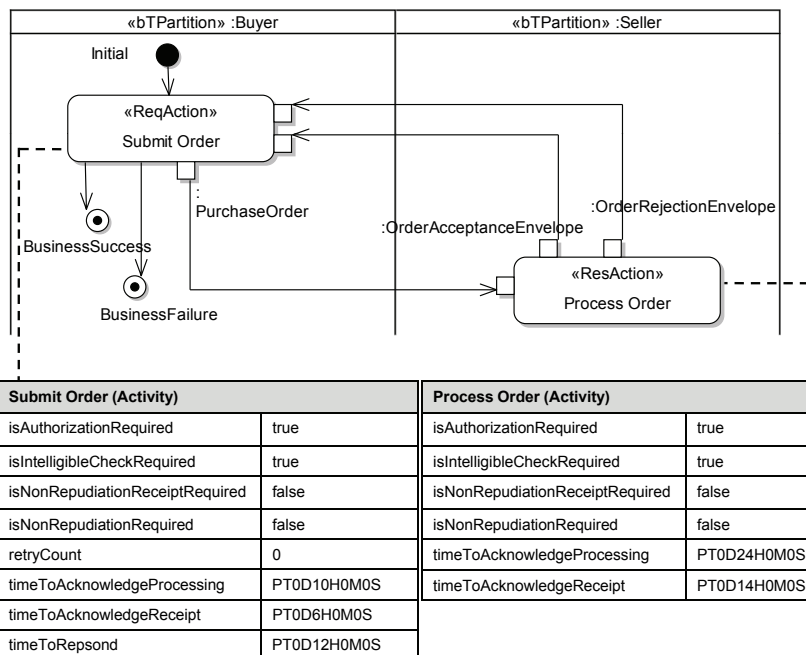 «bTPartition» :Buyer
«bTPartition» :Seller
Initial
«ReqAction»
Submit Order
:
PurchaseOrder
:OrderRejectionEnvelope
:OrderAcceptanceEnvelope
BusinessSuccess
«ResAction»
Process Order
BusinessFailure
Submit Order (Activity)
isAuthorizationRequired true
isIntelligibleCheckRequired true
isNonRepudiationReceiptRequired false
isNonRepudiationRequired false
retryCount 0
timeToAcknowledgeProcessing PT0D10H0M0S
timeToAcknowledgeReceipt PT0D6H0M0S
timeToRepsond PT0D12H0M0S
Process Order (Activity)
isAuthorizationRequired true
isIntelligibleCheckRequired true
isNonRepudiationReceiptRequired false
isNonRepudiationRequired false
timeToAcknowledgeProcessing PT0D24H0M0S
timeToAcknowledgeReceipt PT0D14H0M0S